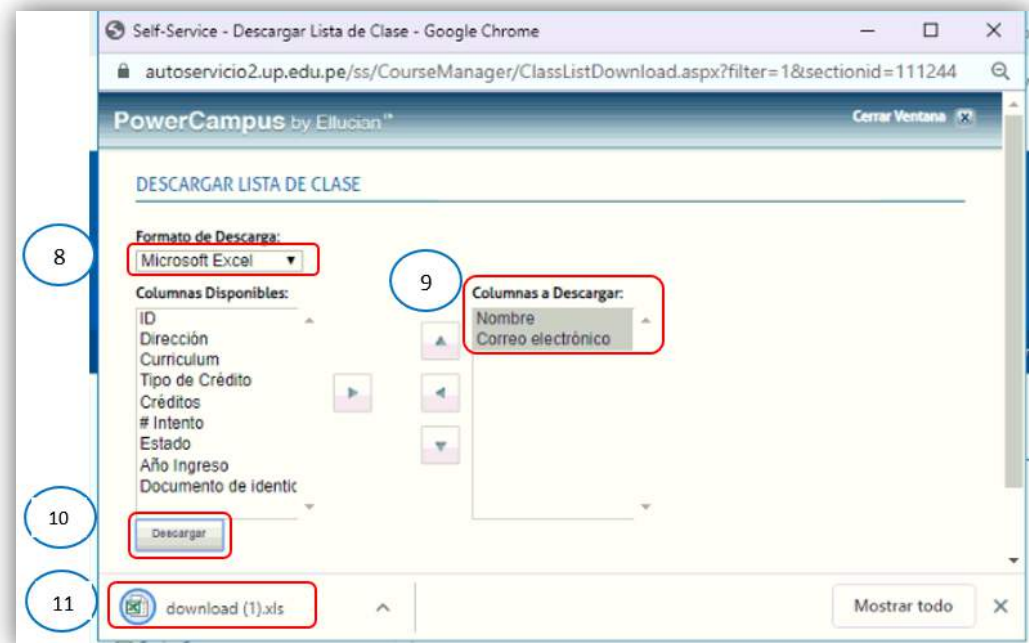 Self-Service - Descargar Lista de Clase - Google Chrome
autoservicio2.up.edu.pe/ss/CourseManager/ClassListDownload.aspx?filter=1&sectionid=111244
PowerCampus by Ellucian™
Cerrar Ventana
DESCARGAR LISTA DE CLASE
8
Formato de Descarga:
Microsoft Excel
9
Columnas Disponibles:
ID
Dirección
Curriculum
Tipo de Crédito
Créditos
# Intento
Estado
Año Ingreso
Documento de identic
Columnas a Descargar:
Nombre
Correo electrónico
10
Descargar
11
download (1).xls
Mostrar todo